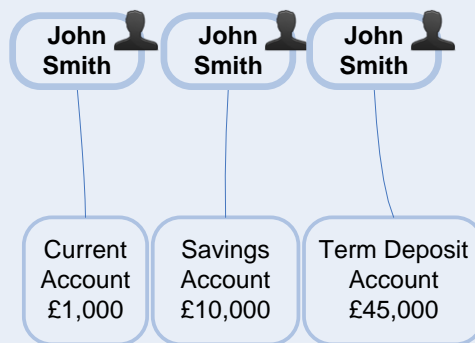 John
Smith
John
Smith
John
Smith
Current
Account
£1,000
Savings
Account
£10,000
Term Deposit
Account
£45,000